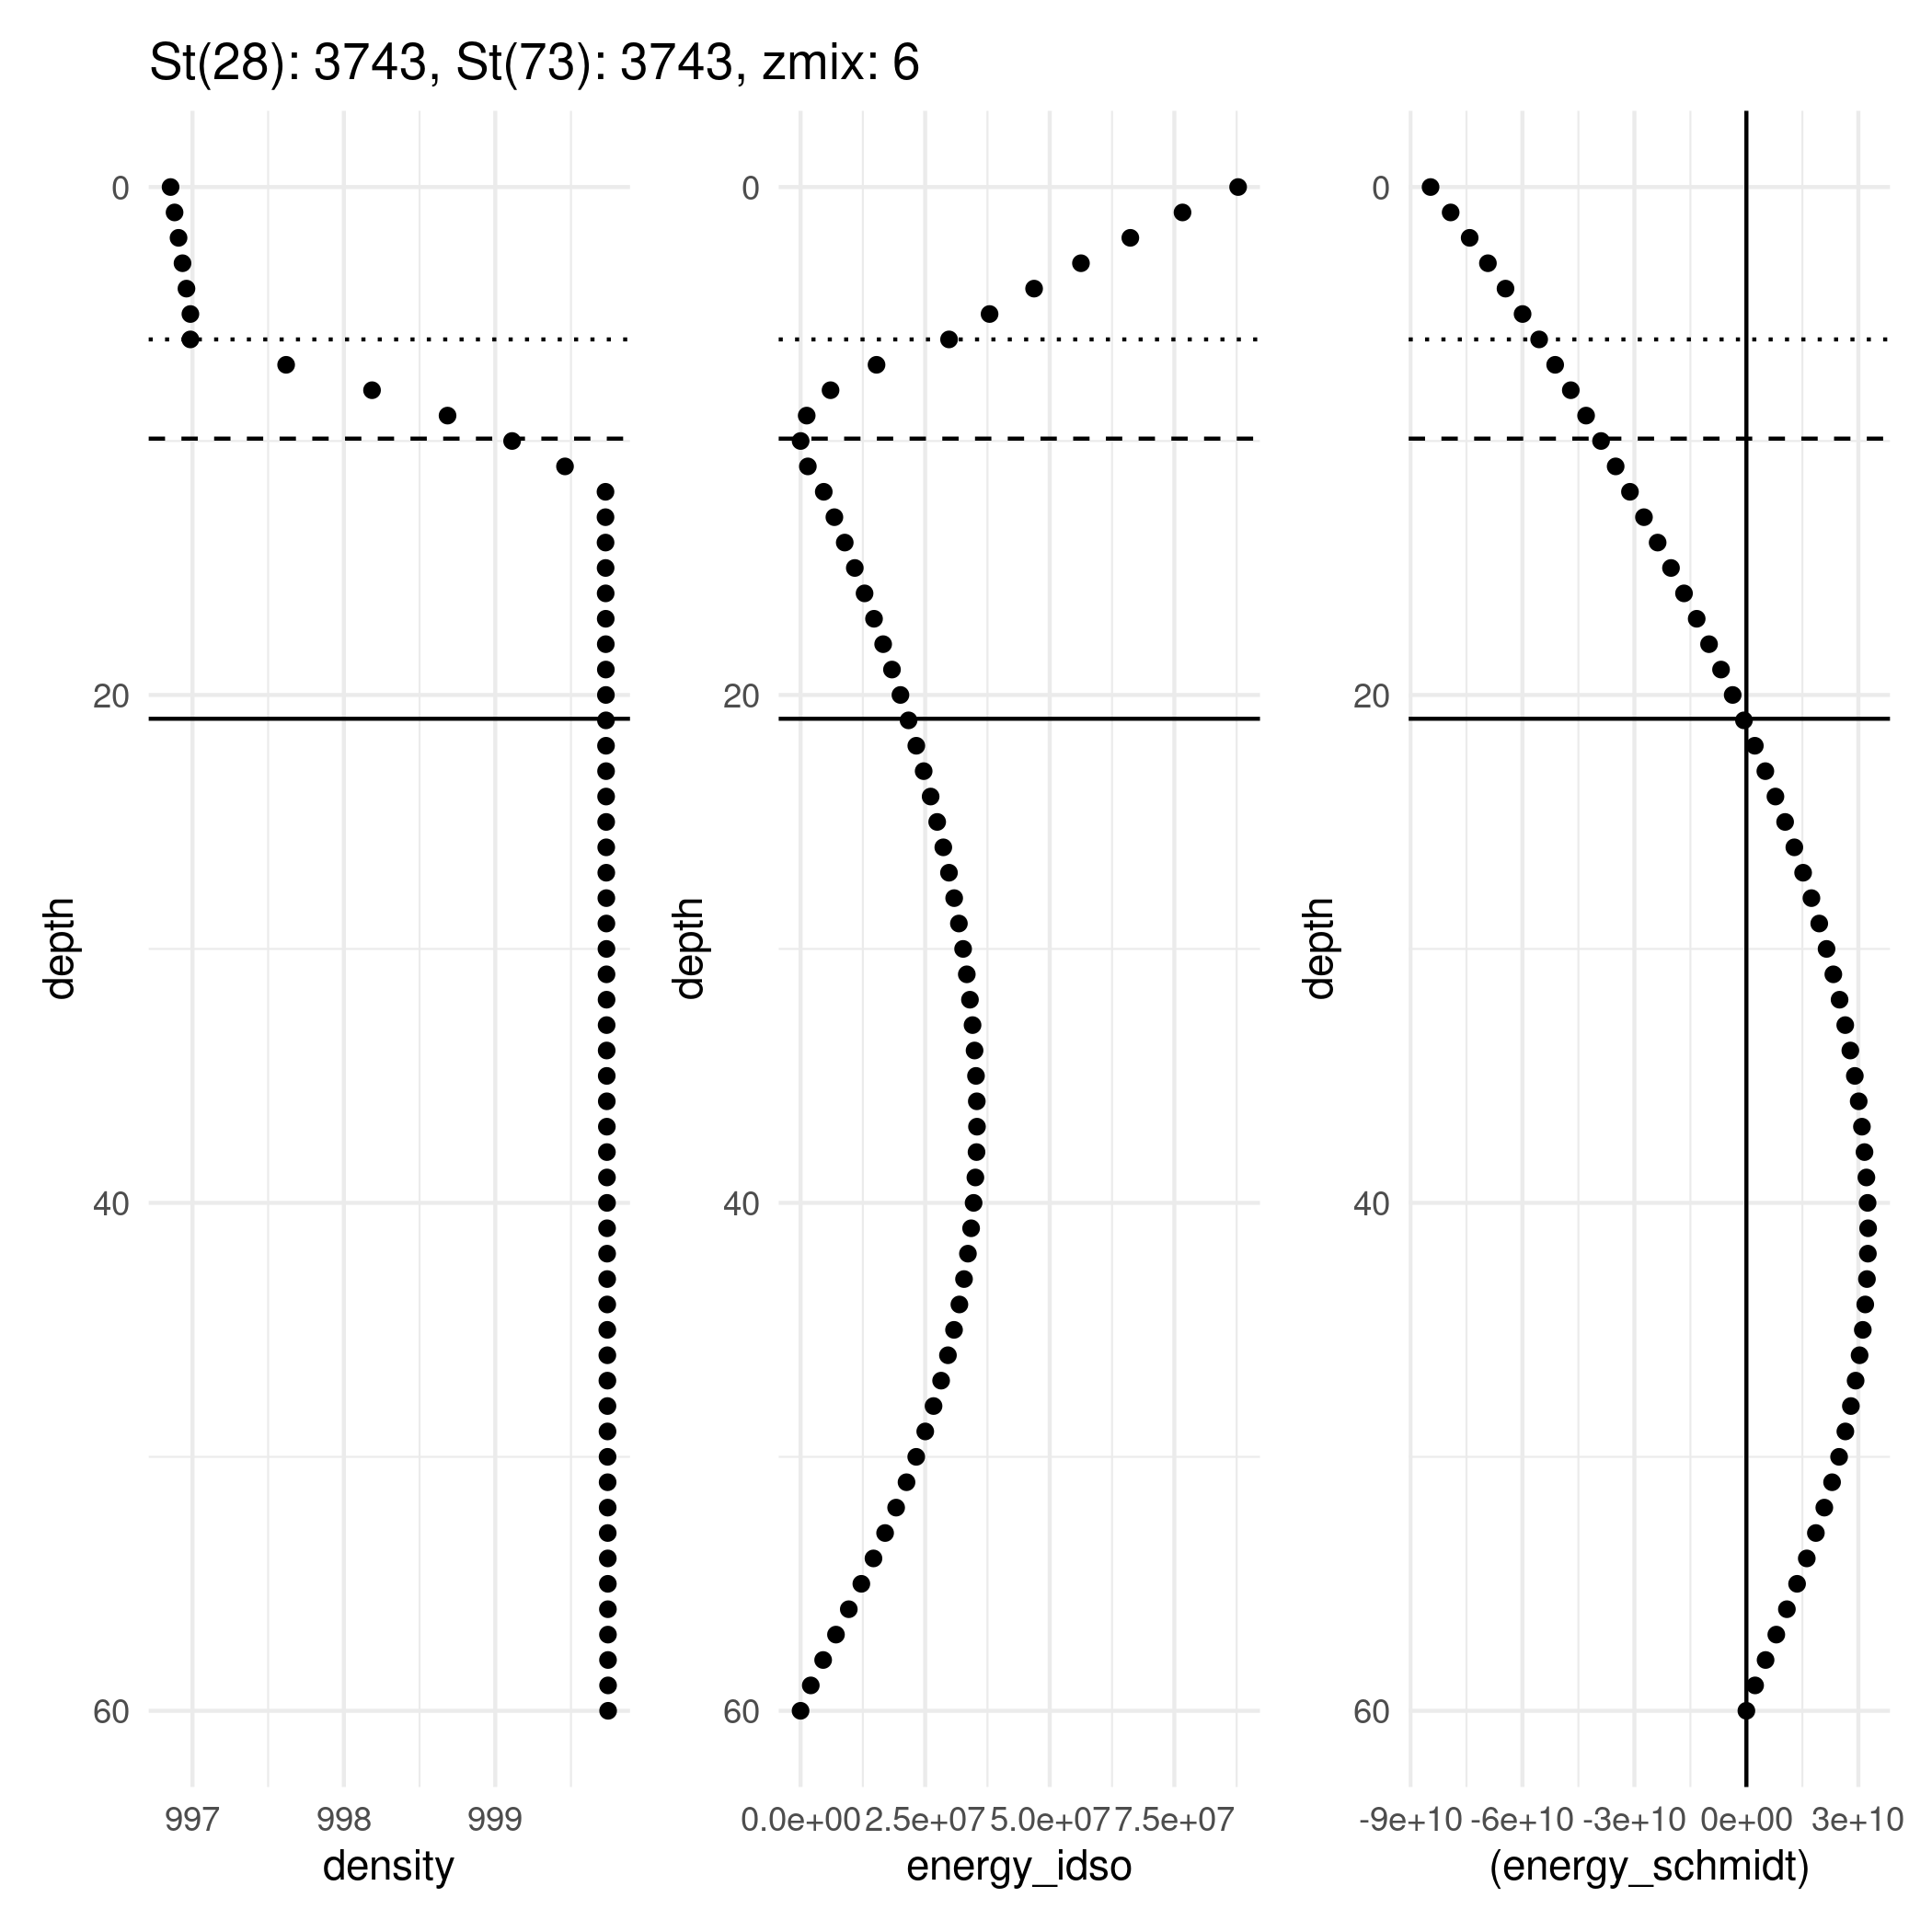 St(28): 3743, St(73): 3743, zmix: 6
0
20
40
60
depth
997 998 999
density
0
20
40
60
depth
0.0e+00 2.5e+07 5.0e+07 7.5e+07
energy_idso
0
20
40
60
depth
-9e+10 -6e+10 -3e+10 0e+00 3e+10
(energy_schmidt)